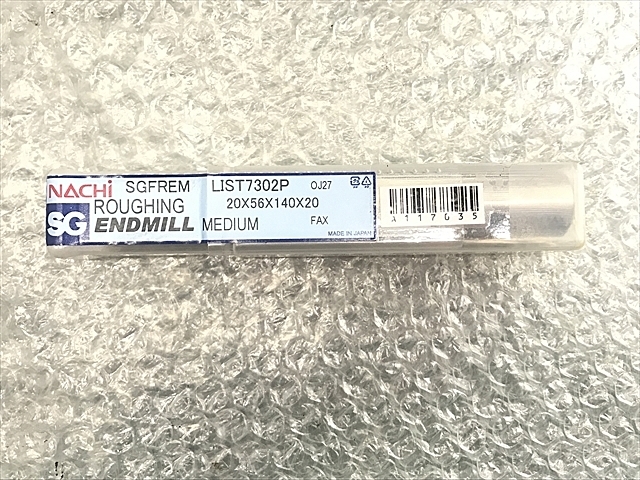 NACHi SGFREM LIST7302P OJ27
SG ROUGHING 20X56X140X20
ENDMILL MEDIUM FAX
MADE IN JAPAN
A117035